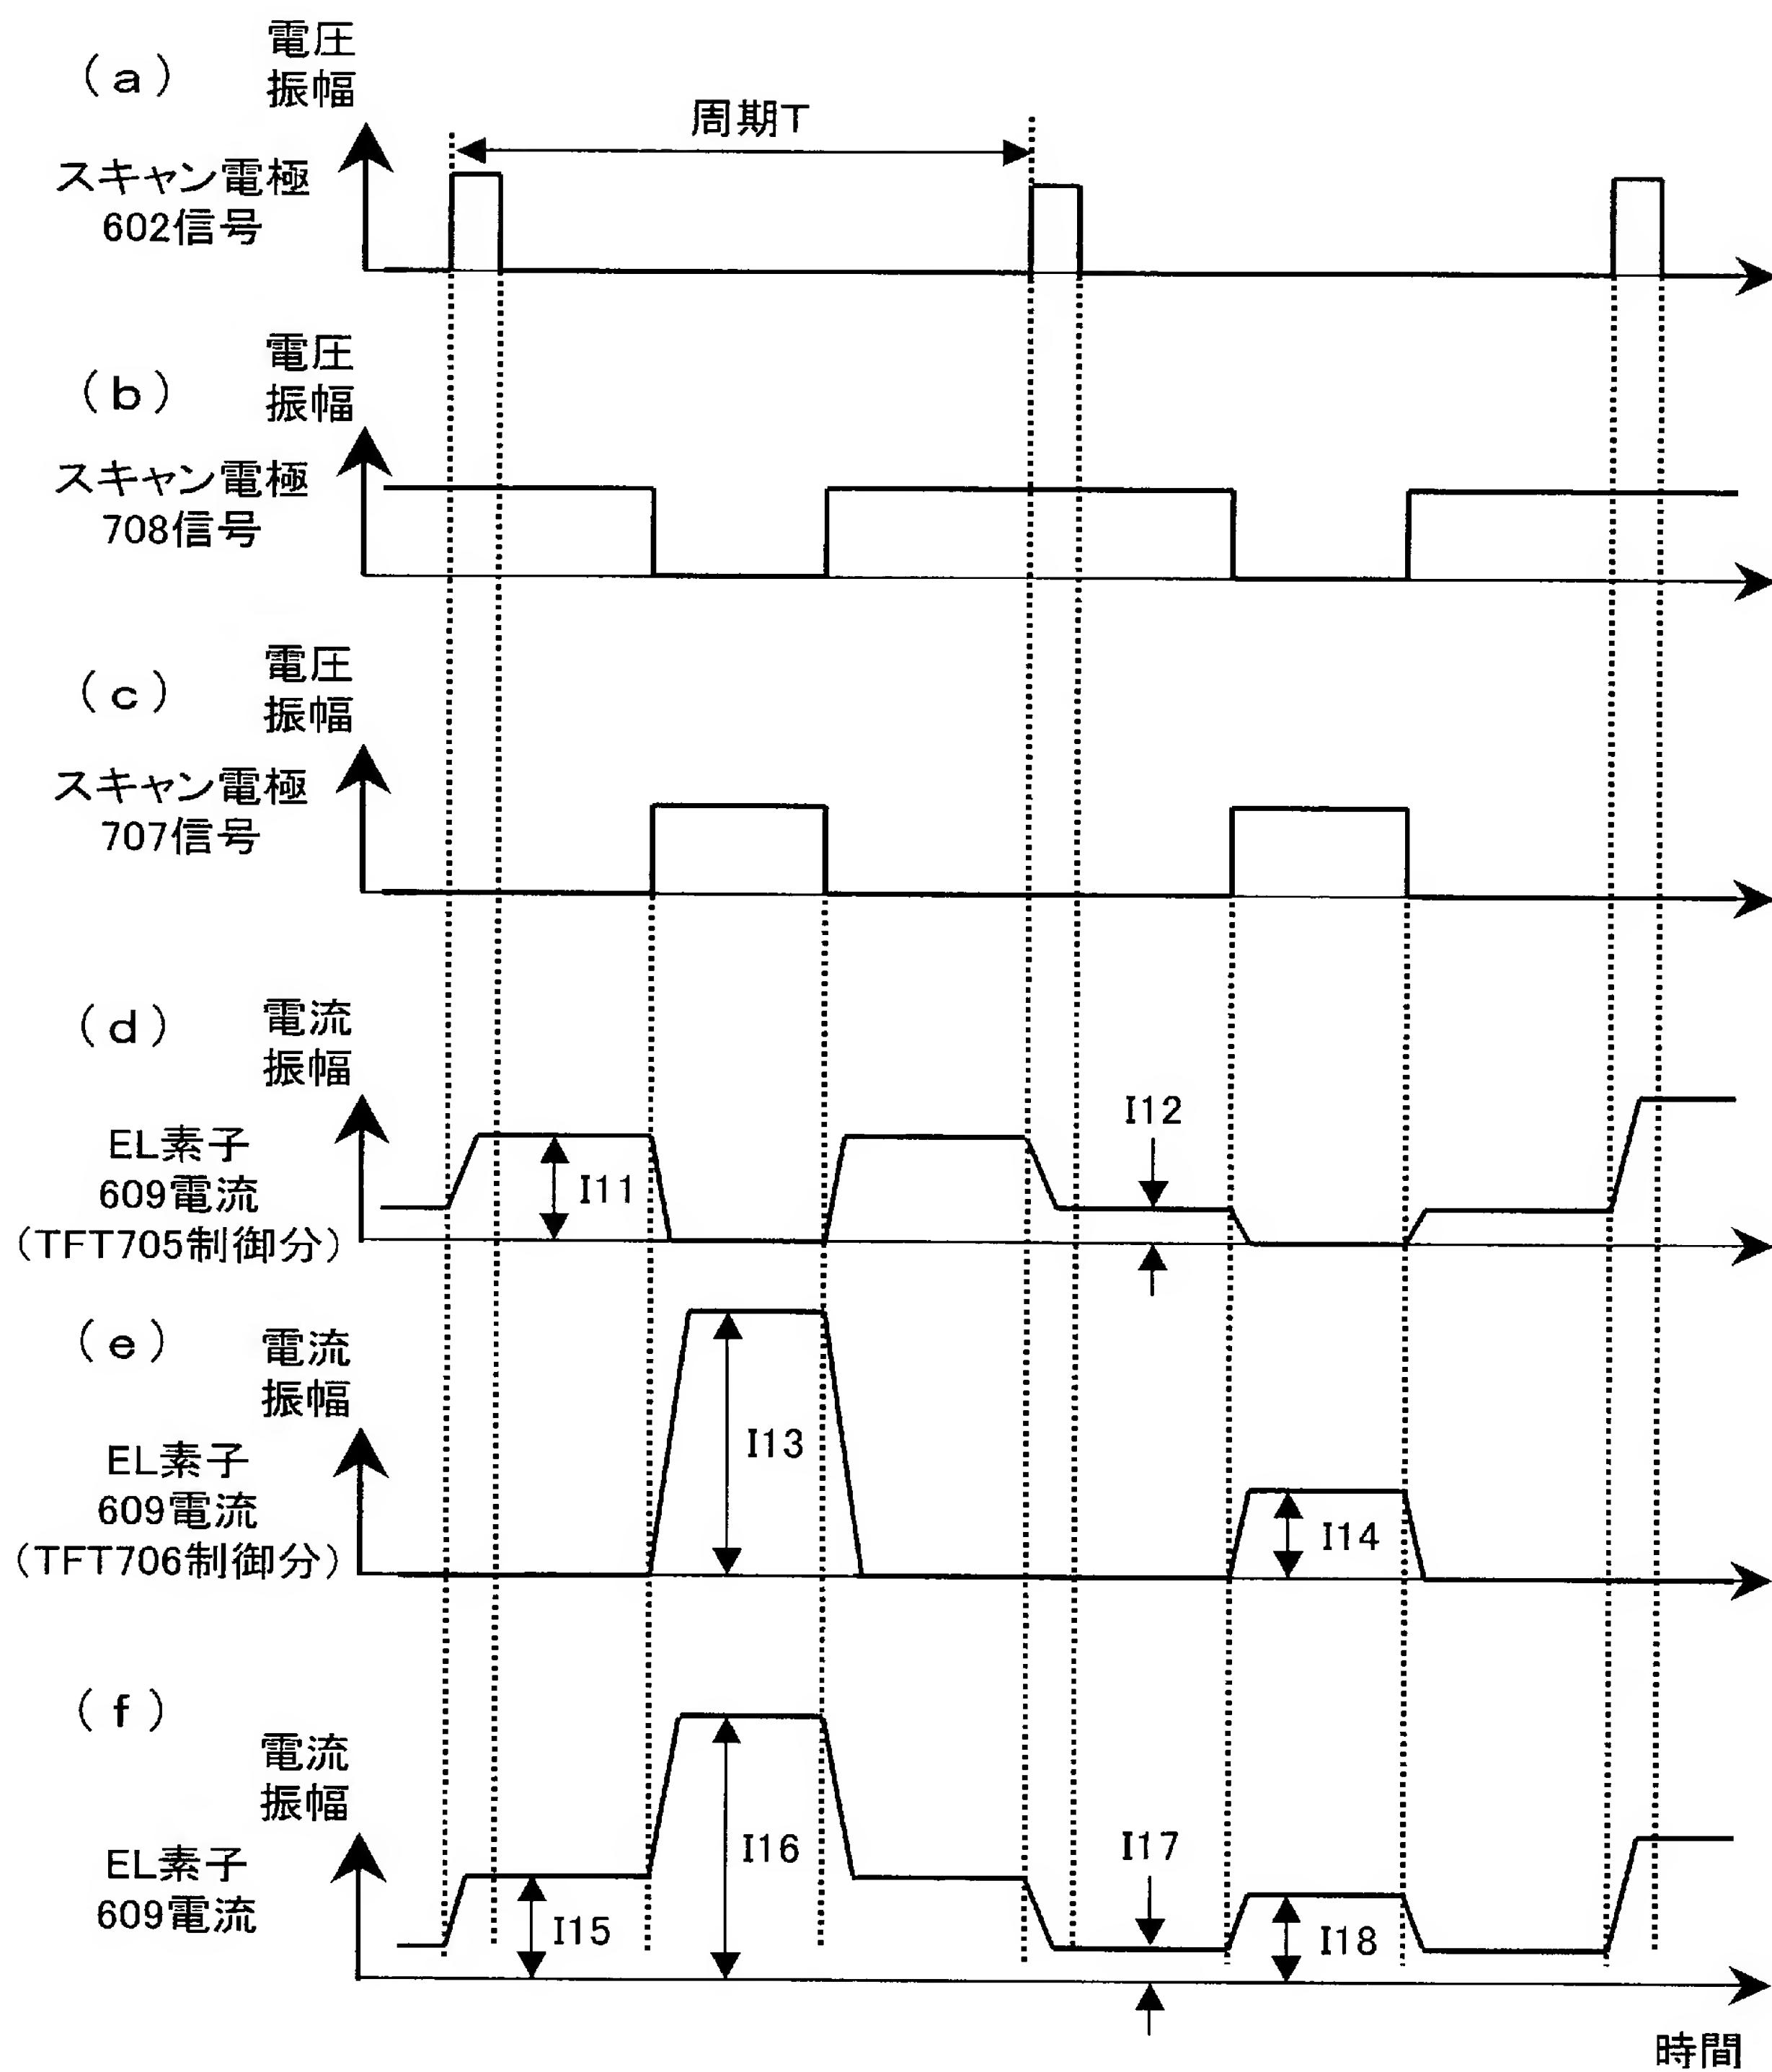 (a)
電圧
振幅
周期T
スキャン電極
602信号
(b)
電圧
振幅
スキャン電極
708信号
(c)
電圧
振幅
スキャン電極
707信号
(d)
電流
振幅
I12
EL素子
609電流
(TFT705制御分)
I11
(e)
電流
振幅
I13
EL素子
609電流
(TFT706制御分)
I14
(f)
電流
振幅
I16
I17
EL素子
609電流
I15
I18
時間